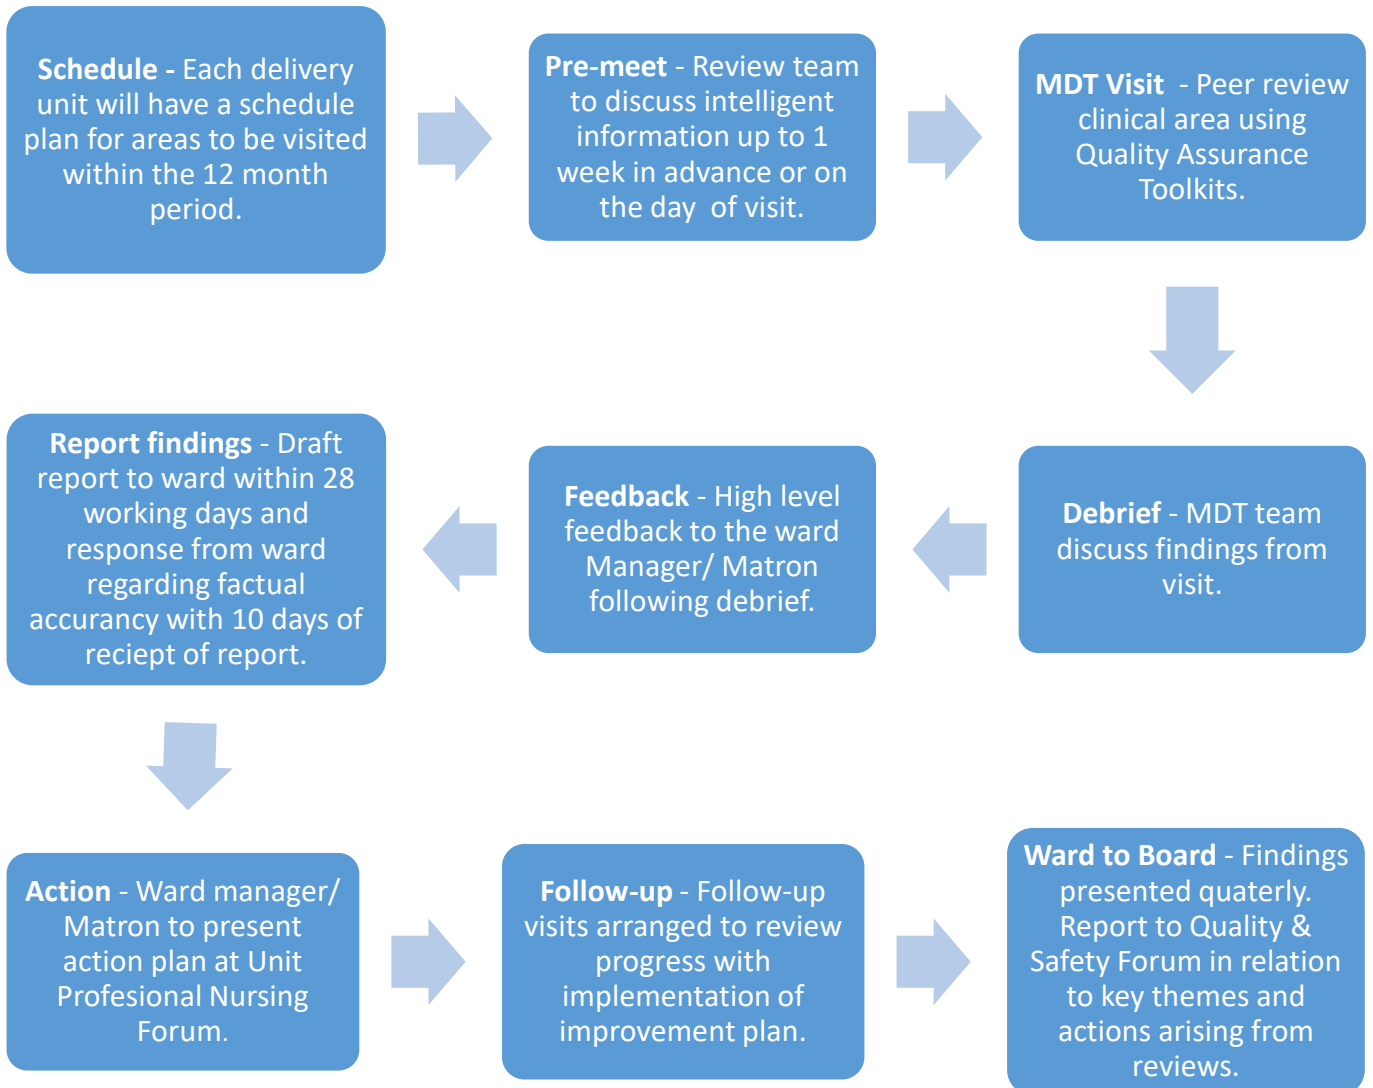 Schedule - Each delivery
unit will have a schedule
plan for areas to be visited
within the 12 month
period.
Pre-meet - Review team
to discuss intelligent
information up to 1
week in advance or on
the day of visit.
MDT Visit - Peer review
clinical area using
Quality Assurance
Toolkits.
Debrief - MDT team
discuss findings from
visit.
Feedback - High level
feedback to the ward
Manager/ Matron
following debrief.
Report findings - Draft
report to ward within 28
working days and
response from ward
regarding factual
accurancy with 10 days of
reciept of report.
Action - Ward manager/
Matron to present
action plan at Unit
Profesional Nursing
Forum.
Follow-up - Follow-up
visits arranged to review
progress with
implementation of
improvement plan.
Ward to Board - Findings
presented quaterly.
Report to Quality &
Safety Forum in relation
to key themes and
actions arising from
reviews.